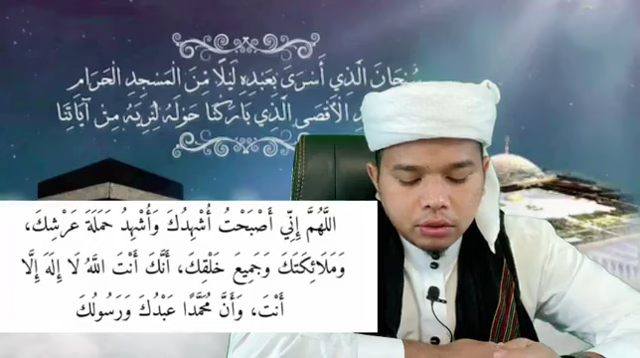 سُبْحَانَ الَّذِي أَسْرَىٰ بِعَبْدِهِ لَيْلًا مِنَ الْمَسْجِدِ الْحَرَامِ
الْأَقْصَى الَّذِي بَارَكْنَا حَوْلَهُ لِنُرِيَهُ مِنْ آيَاتِنَا
اللَّهُمَّ إِنِّي أَصْبَحْتُ أُشْهِدُكَ وَأُشْهِدُ حَمَلَةَ عَرْشِكَ،
وَمَلَائِكَتَكَ وَجَمِيعَ خَلْقِكَ، أَنَّكَ أَنْتَ اللَّهُ لَا إِلَهَ إِلَّا
أَنْتَ، وَأَنَّ مُحَمَّدًا عَبْدُكَ وَرَسُولُكَ